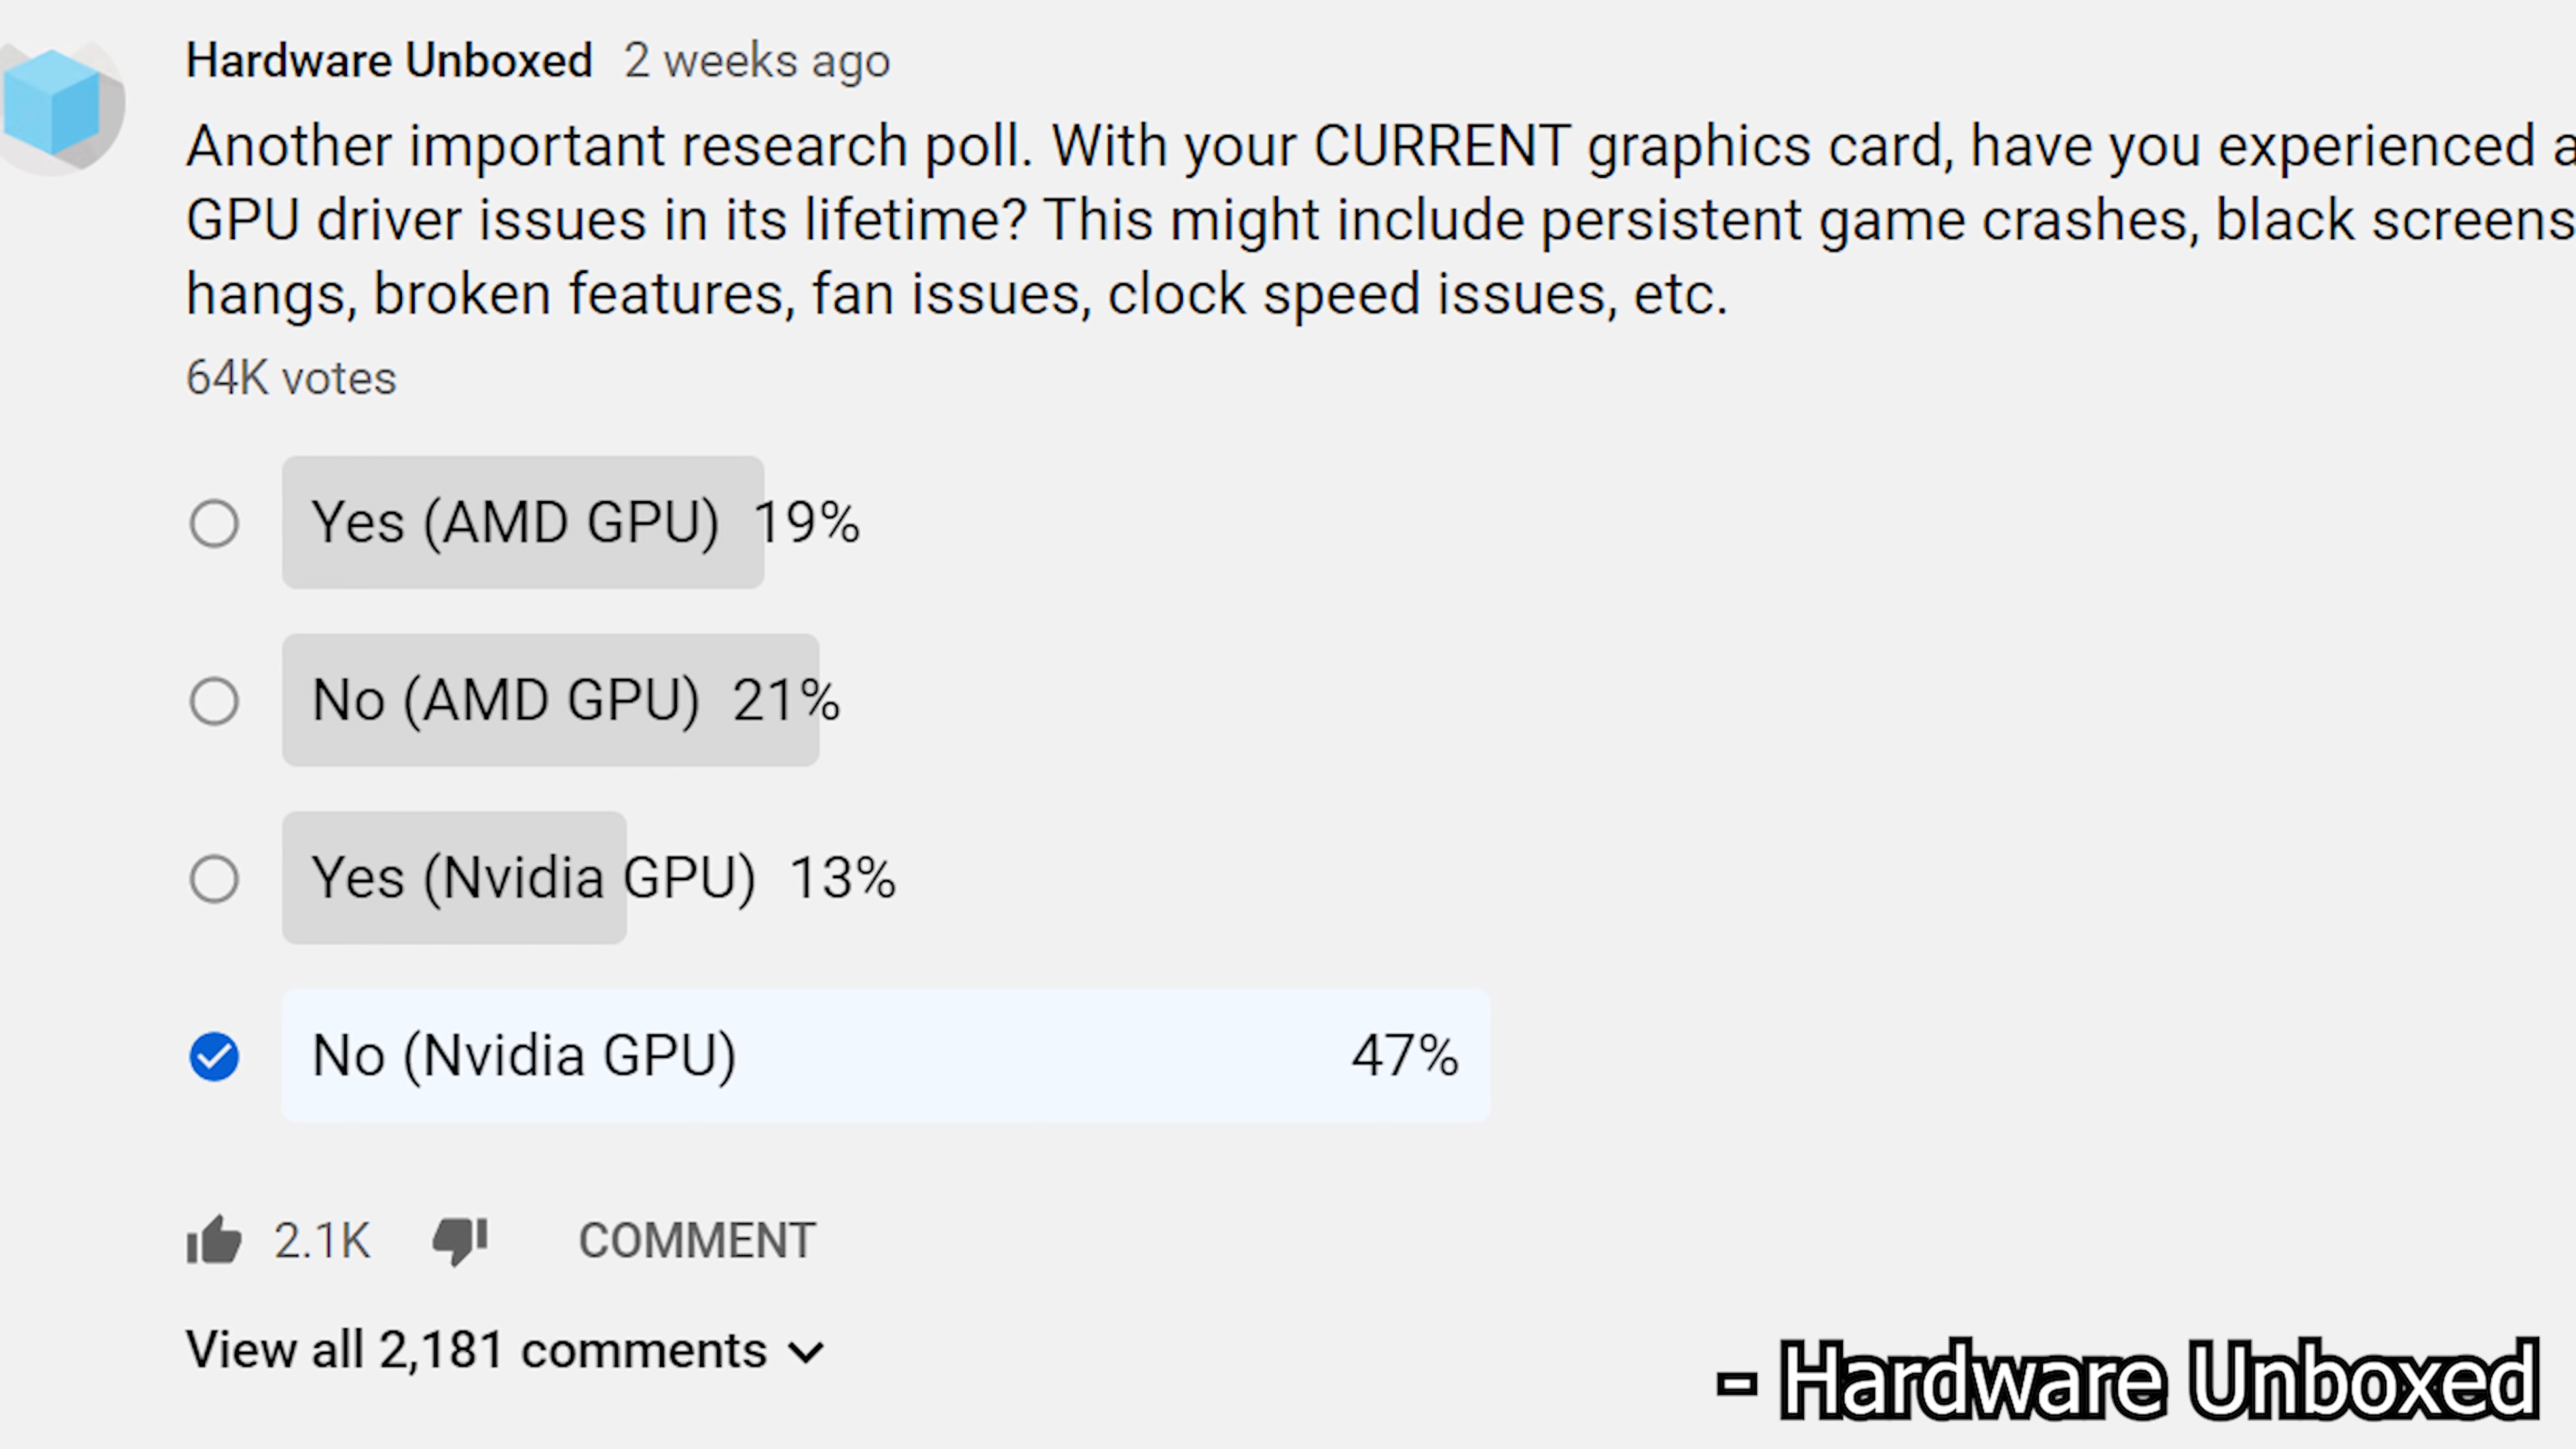 Hardware Unboxed 2 weeks ago
Another important research poll. With your CURRENT graphics card, have you experienced a
GPU driver issues in its lifetime? This might include persistent game crashes, black screens
hangs, broken features, fan issues, clock speed issues, etc.
64K votes
Yes (AMD GPU) 19%
No (AMD GPU) 21%
Yes (Nvidia GPU) 13%
No (Nvidia GPU) 47%
2.1K COMMENT
View all 2,181 comments
- Hardware Unboxed